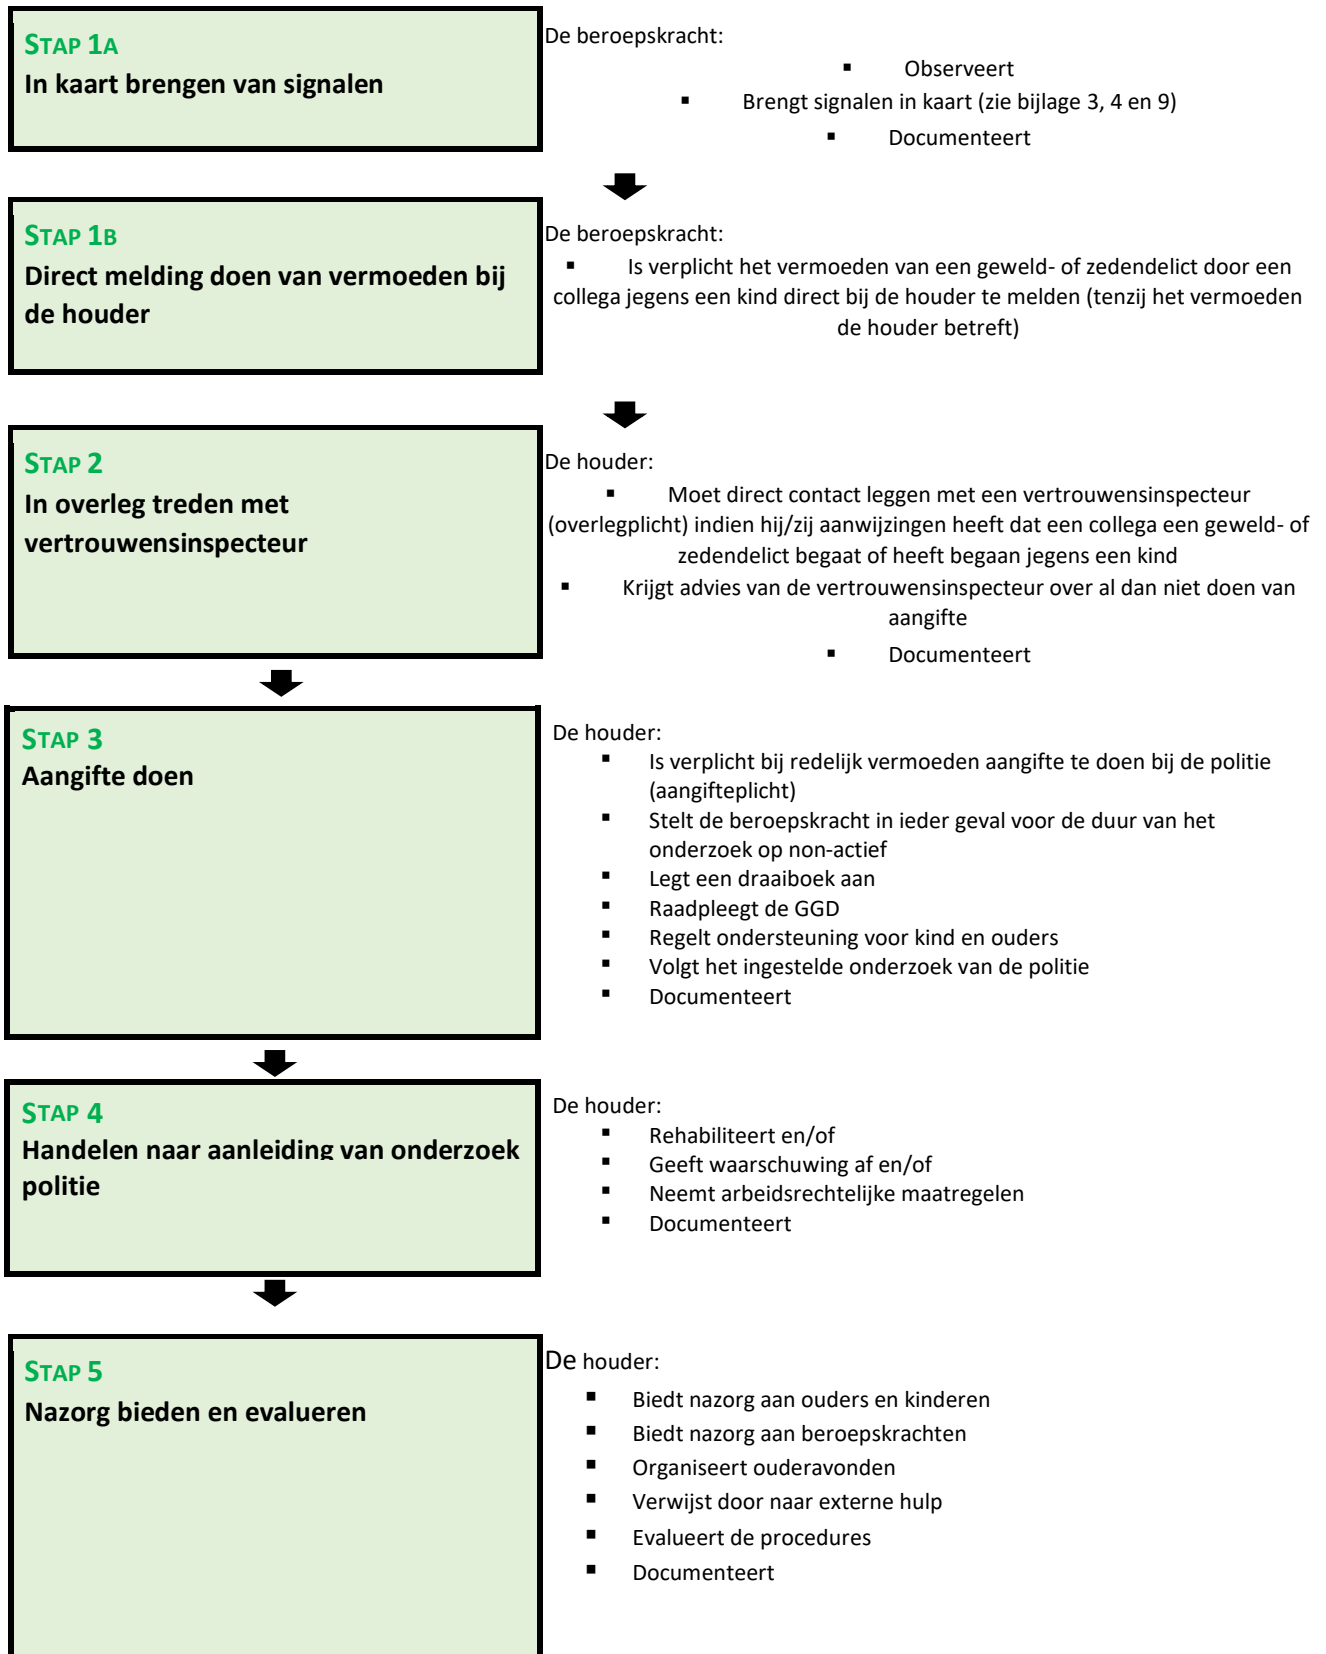 STAP 1A
In kaart brengen van signalen
De beroepskracht:
▪ Observeert
▪ Brengt signalen in kaart (zie bijlage 3, 4 en 9)
▪ Documenteert
STAP 1B
Direct melding doen van vermoeden bij
de houder
De beroepskracht:
▪ Is verplicht het vermoeden van een geweld- of zedendelict door een
collega jegens een kind direct bij de houder te melden (tenzij het vermoeden
de houder betreft)
STAP 2
In overleg treden met
vertrouwensinspecteur
De houder:
▪ Moet direct contact leggen met een vertrouwensinspecteur
(overlegplicht) indien hij/zij aanwijzingen heeft dat een collega een geweld- of
zedendelict begaat of heeft begaan jegens een kind
▪ Krijgt advies van de vertrouwensinspecteur over al dan niet doen van
aangifte
▪ Documenteert
STAP 3
Aangifte doen
De houder:
▪ Is verplicht bij redelijk vermoeden aangifte te doen bij de politie
(aangifteplicht)
▪ Stelt de beroepskracht in ieder geval voor de duur van het
onderzoek op non-actief
▪ Legt een draaiboek aan
▪ Raadpleegt de GGD
▪ Regelt ondersteuning voor kind en ouders
▪ Volgt het ingestelde onderzoek van de politie
▪ Documenteert
STAP 4
Handelen naar aanleiding van onderzoek
politie
De houder:
▪ Rehabiliteert en/of
▪ Geeft waarschuwing af en/of
▪ Neemt arbeidsrechtelijke maatregelen
▪ Documenteert
STAP 5
Nazorg bieden en evalueren
De houder:
▪ Biedt nazorg aan ouders en kinderen
▪ Biedt nazorg aan beroepskrachten
▪ Organiseert ouderavonden
▪ Verwijst door naar externe hulp
▪ Evalueert de procedures
▪ Documenteert